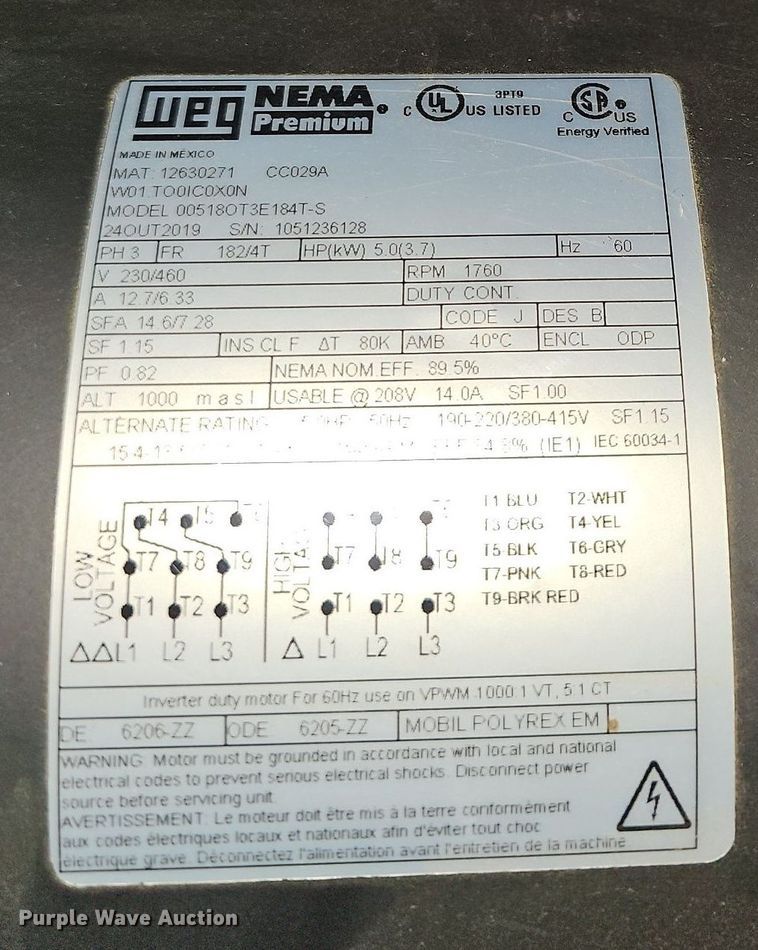 WEG NEMA Premium® C UL US LISTED 3PT9 C SA US
Energy Verified
MADE IN MEXICO
MAT: 12630271 CC029A
W01.TO0IC0X0N
MODEL 00518OT3E184T-S
24OUT2019 S/N: 1051236128
PH 3 FR 182/4T HP(kW) 5.0(3.7) Hz 60
V 230/460 RPM 1760
A 12.7/6.33 DUTY CONT.
SFA 14.6/7.28 CODE J DES B
SF 1.15 INS CL F ΔT 80K AMB 40°C ENCL ODP
PF 0.82 NEMA NOM.EFF. 89.5%
ALT 1000 m a s l USABLE @ 208V 14.0A SF1.00
ALTERNATE RATING: 50Hz 190-220/380-415V SF1.15
(IE1) IEC 60034-1
LOW VOLTAGE
T4 T5
T7 T8 T9
T1 T2 T3
ΔΔ L1 L2 L3
HIGH VOLTAGE
T7 T8 T9
T1 T2 T3
Δ L1 L2 L3
T1-BLU T2-WHT
T3-ORG T4-YEL
T5-BLK T6-GRY
T7-PNK T8-RED
T9-BRK RED
Inverter duty motor For 60Hz use on VPWM 1000:1 VT, 5:1 CT
DE 6206-ZZ ODE 6205-ZZ MOBIL POLYREX EM
WARNING: Motor must be grounded in accordance with local and national
electrical codes to prevent serious electrical shocks. Disconnect power
source before servicing unit.
AVERTISSEMENT: Le moteur doit être mis à la terre conformément
aux codes électriques locaux et nationaux afin d'éviter tout choc
électrique grave. Déconnectez l'alimentation avant l'entretien de la machine
Purple Wave Auction